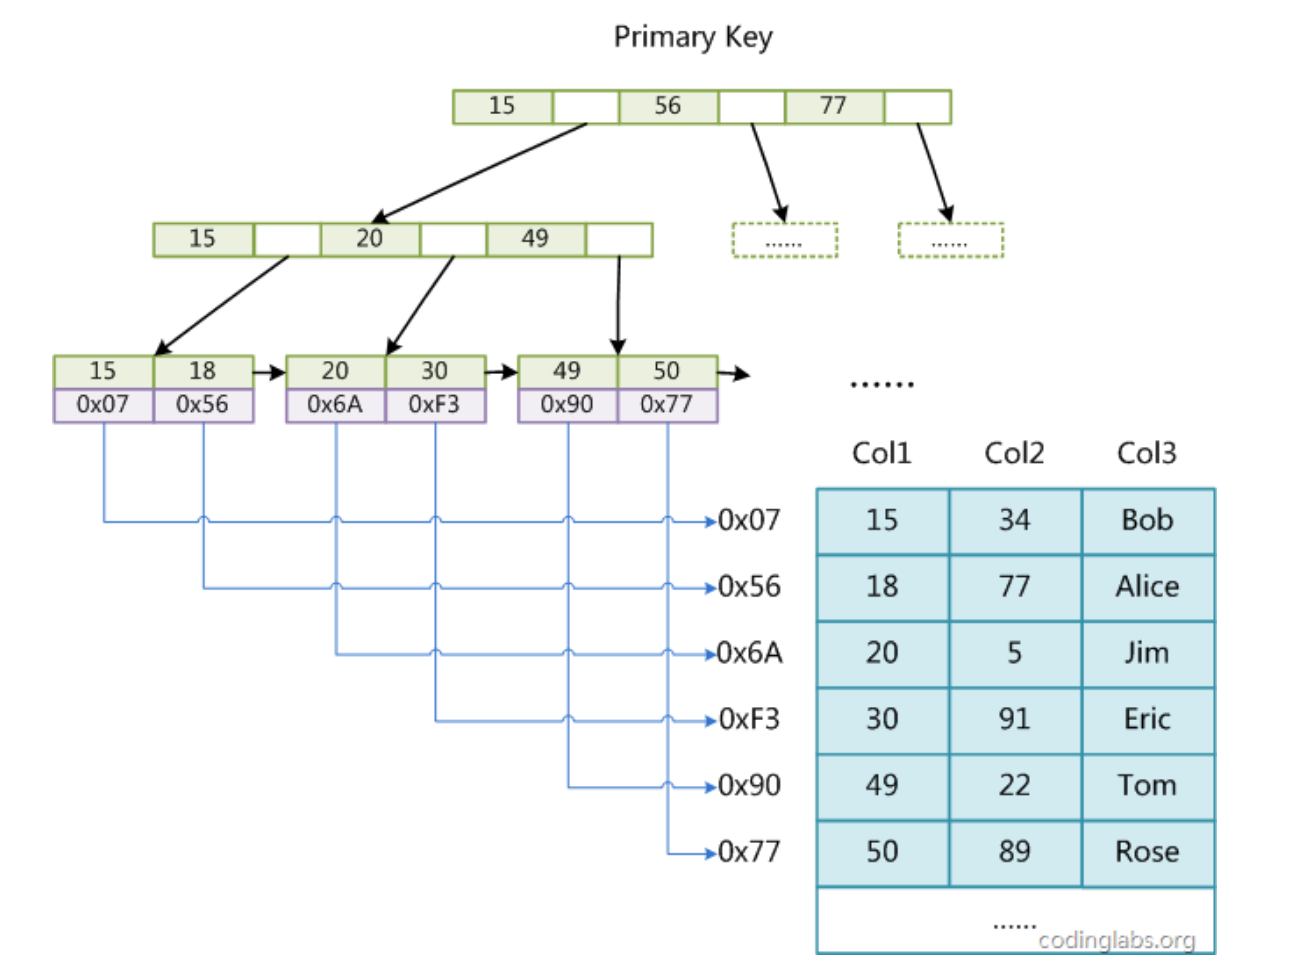 Primary Key
15 56 77
15 20 49
...... ......
15 18 20 30 49 50
0x07 0x56 0x6A 0xF3 0x90 0x77
......
Col1 Col2 Col3
0x07 15 34 Bob
0x56 18 77 Alice
0x6A 20 5 Jim
0xF3 30 91 Eric
0x90 49 22 Tom
0x77 50 89 Rose
......
codinglabs.org